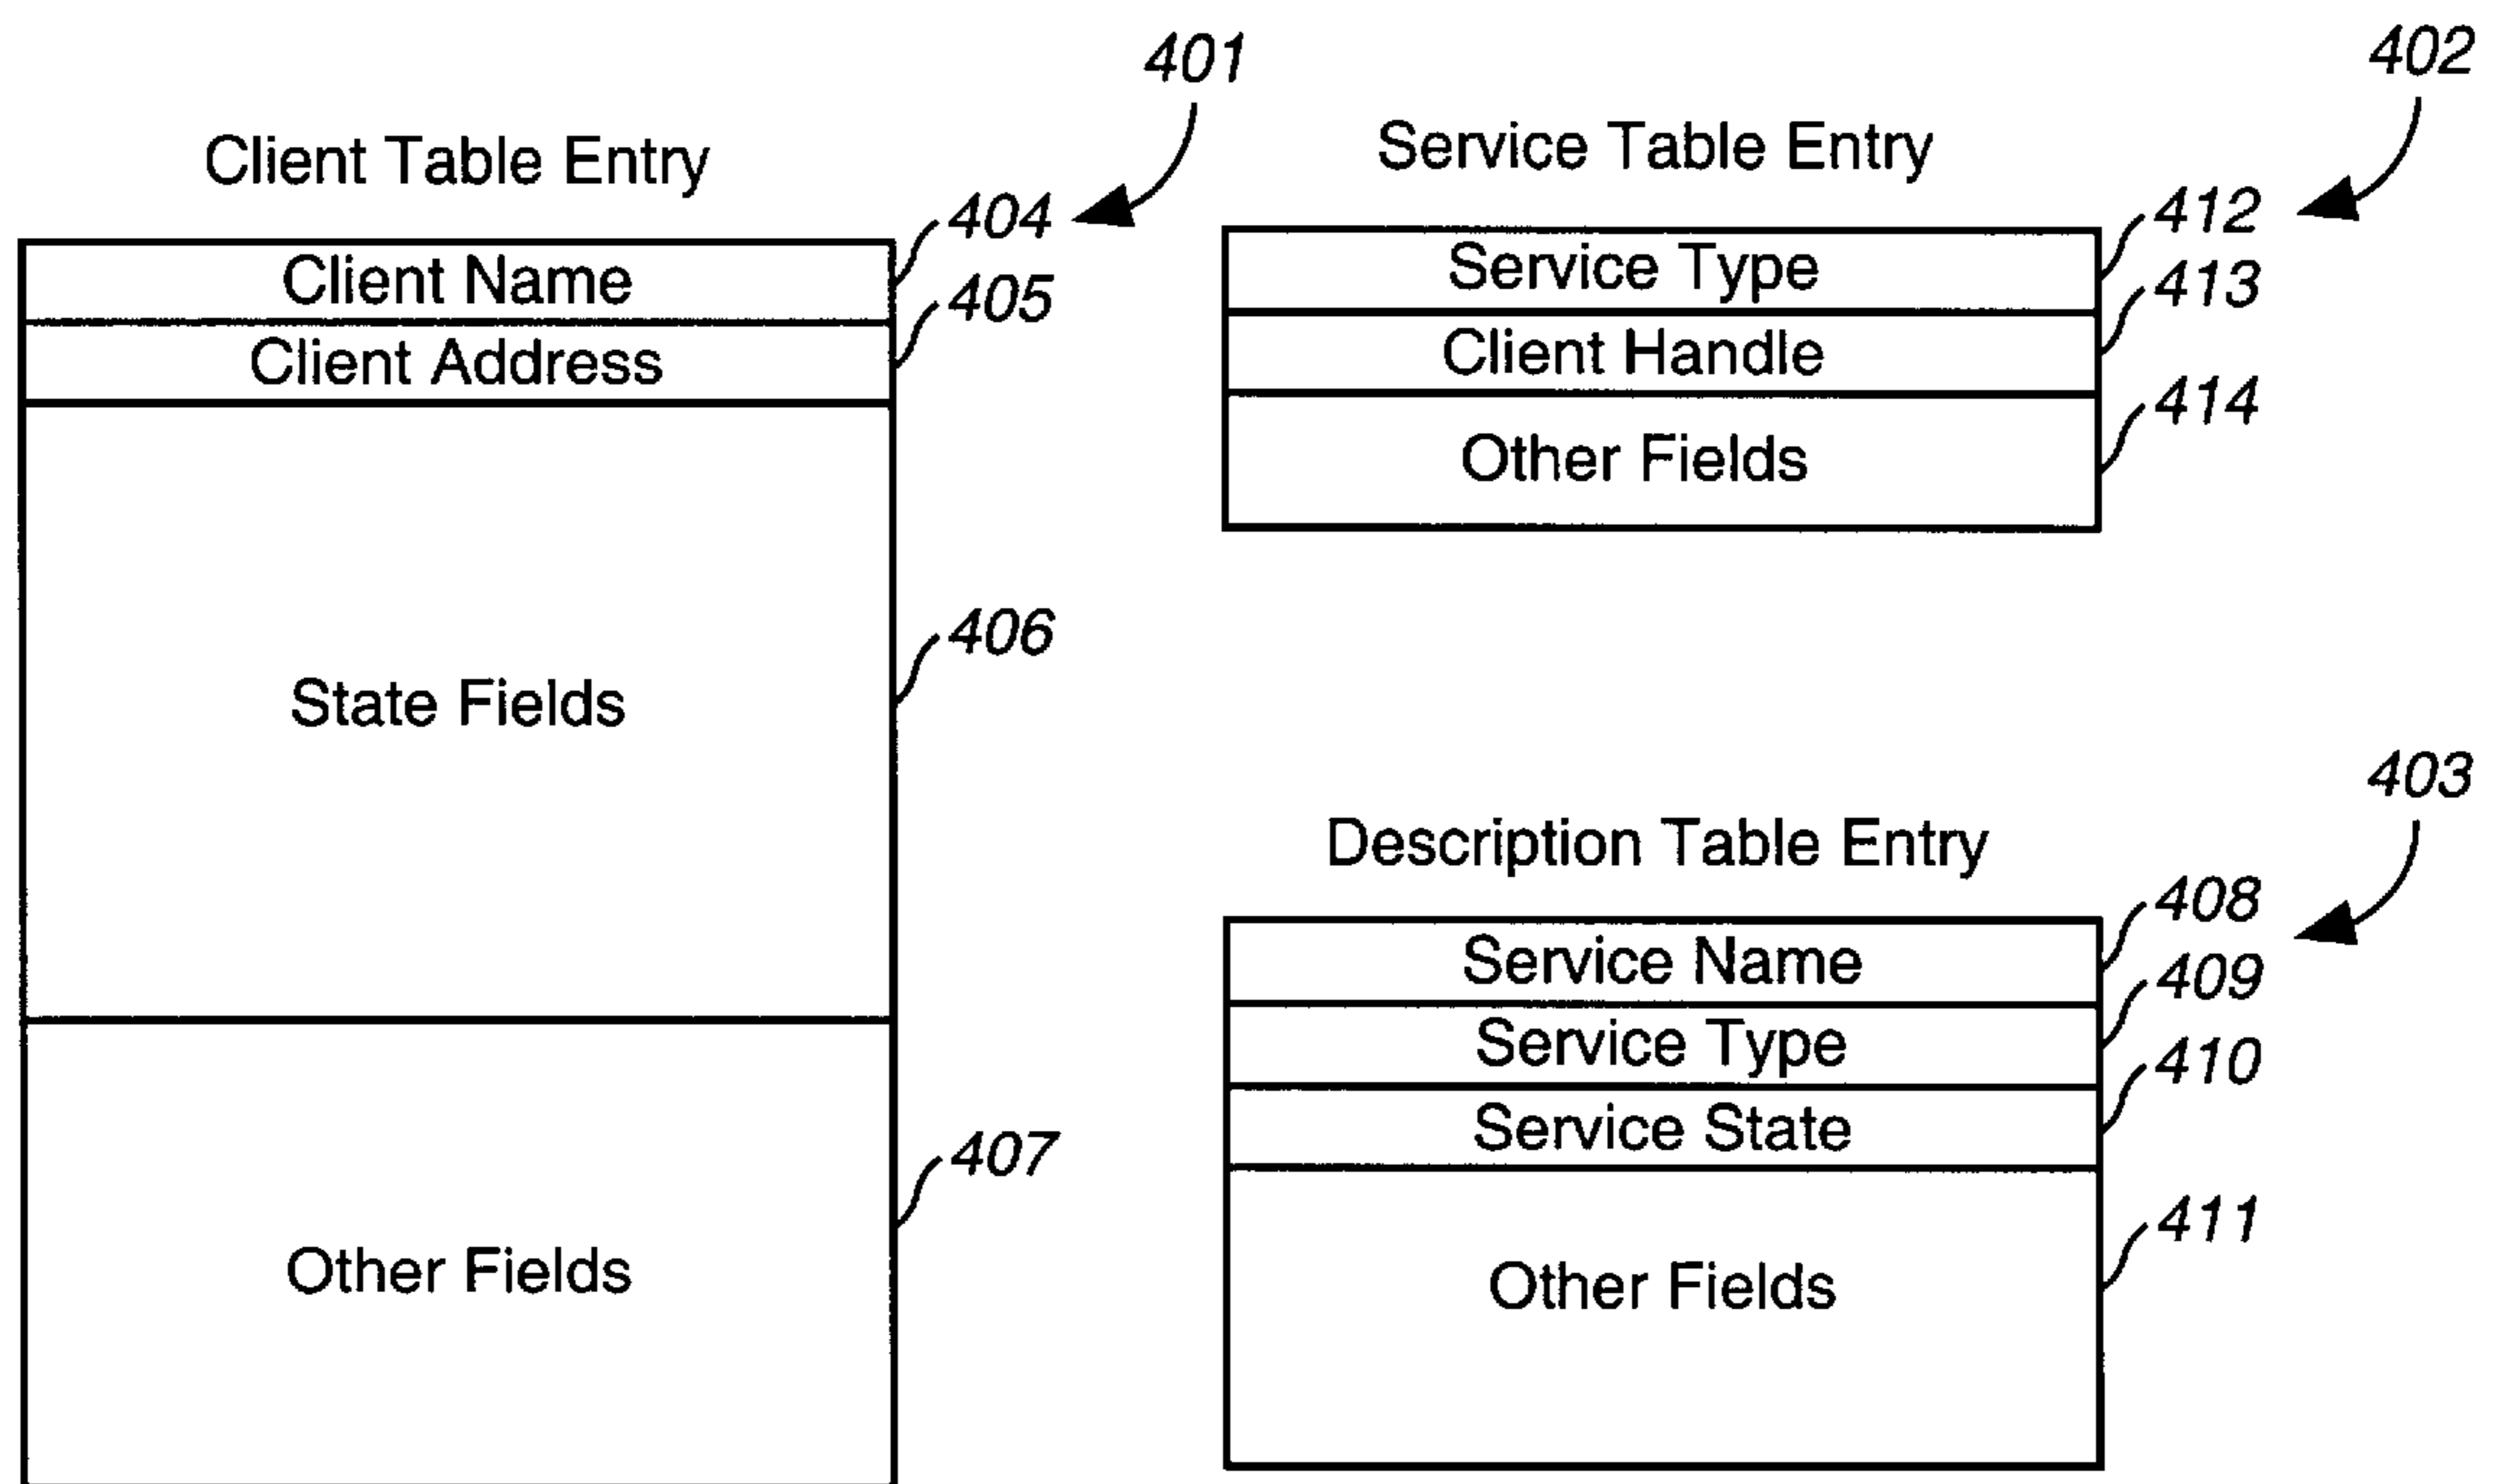 401
Client Table Entry
404
Client Name
405
Client Address
406
State Fields
407
Other Fields
402
Service Table Entry
412
Service Type
413
Client Handle
414
Other Fields
403
Description Table Entry
408
Service Name
409
Service Type
410
Service State
411
Other Fields